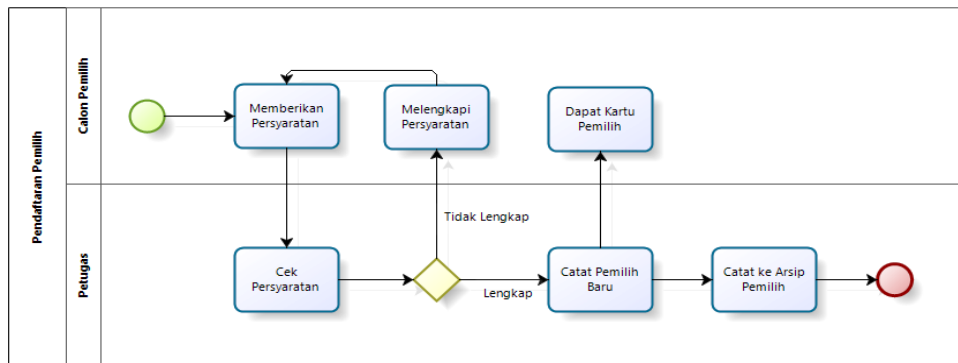 Pendaftaran Pemilih
Calon Pemilih
Memberikan
Persyaratan
Melengkapi
Persyaratan
Dapat Kartu
Pemilih
Tidak Lengkap
Petugas
Cek
Persyaratan
Lengkap
Catat Pemilih
Baru
Catat ke Arsip
Pemilih